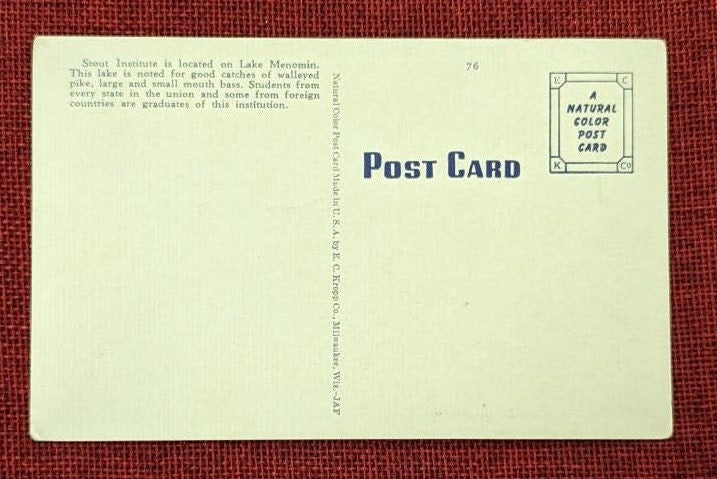 Stout Institute is located on Lake Menomin.
This lake is noted for good catches of walleyed
pike, large and small mouth bass. Students from
every state in the union and some from foreign
countries are graduates of this institution.
Natural Color Post Card Made in U. S. A. by E. C. Kropp Co., Milwaukee, Wis.-JAF
76
POST CARD
E C
A
NATURAL
COLOR
POST
CARD
K Co